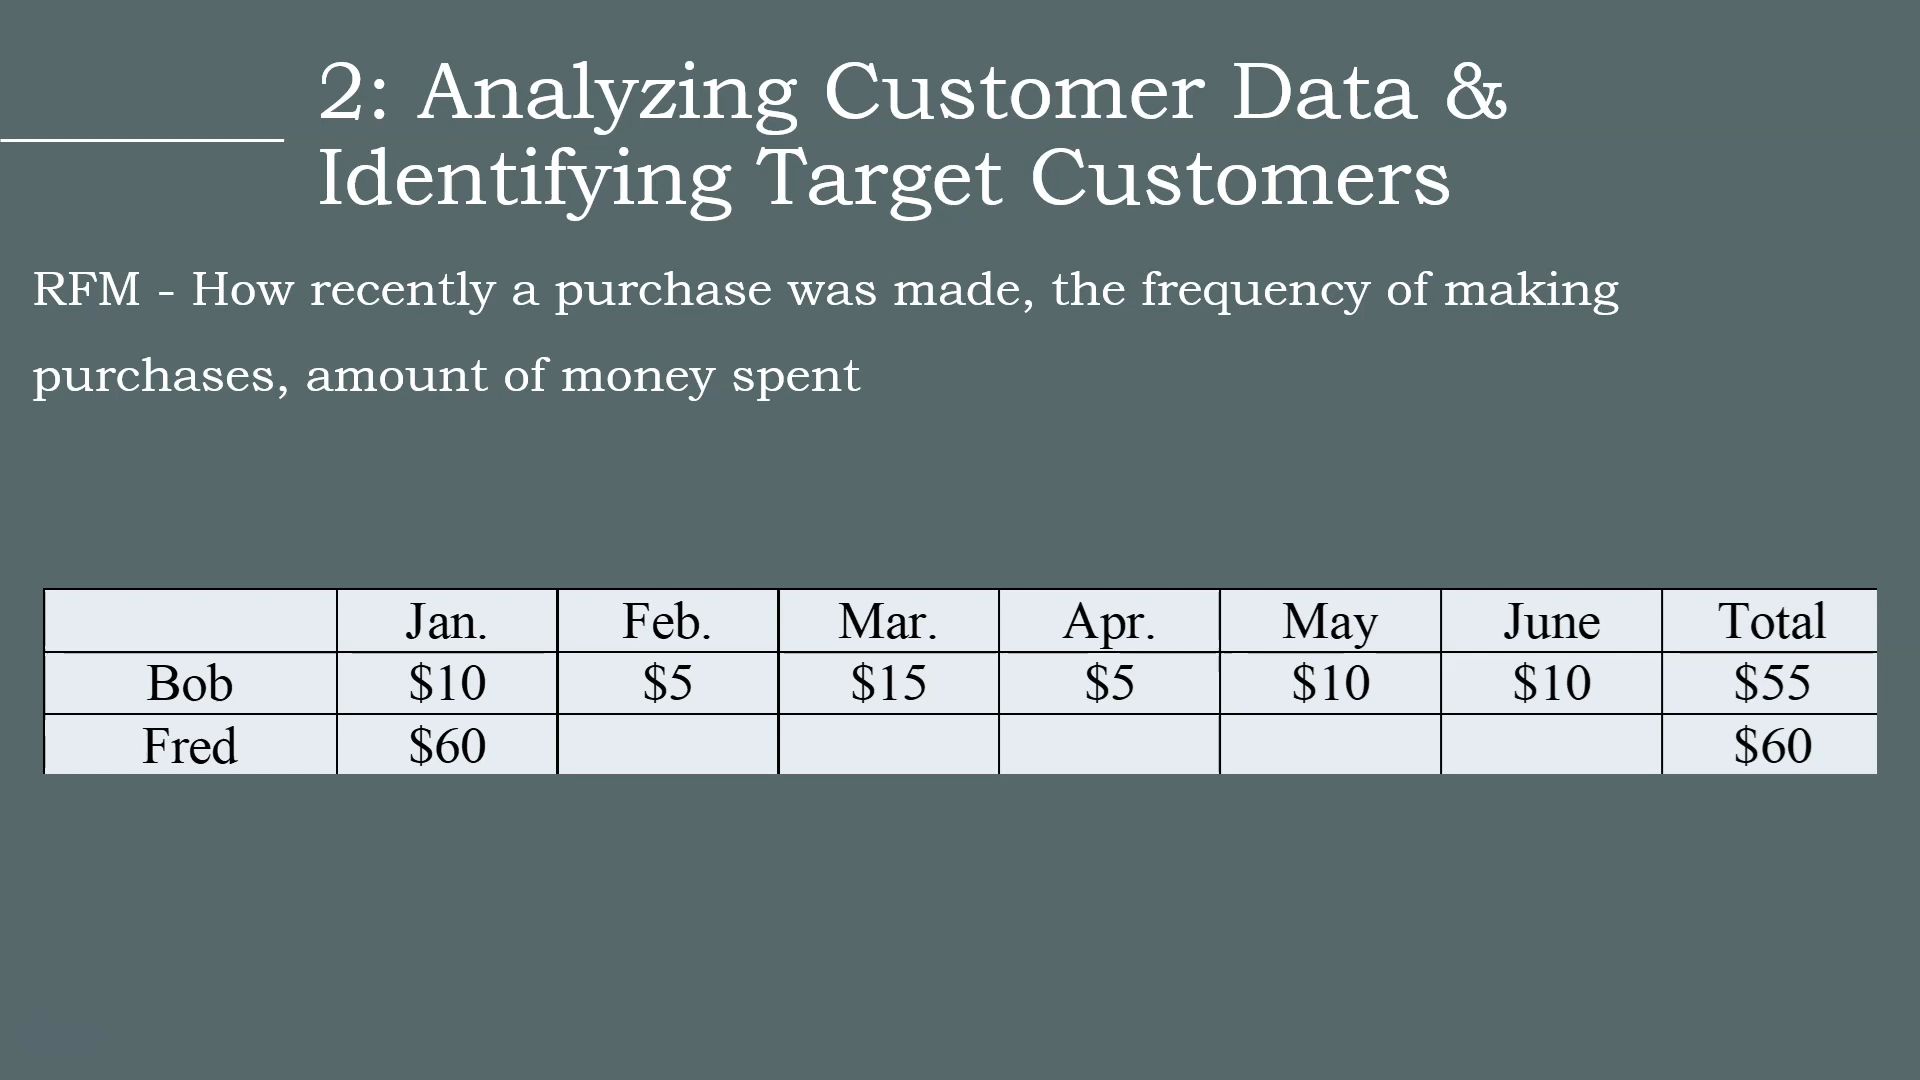 2: Analyzing Customer Data &
Identifying Target Customers
RFM - How recently a purchase was made, the frequency of making
purchases, amount of money spent
Jan. Feb. Mar. Apr. May June Total
Bob $10 $5 $15 $5 $10 $10 $55
Fred $60 $60